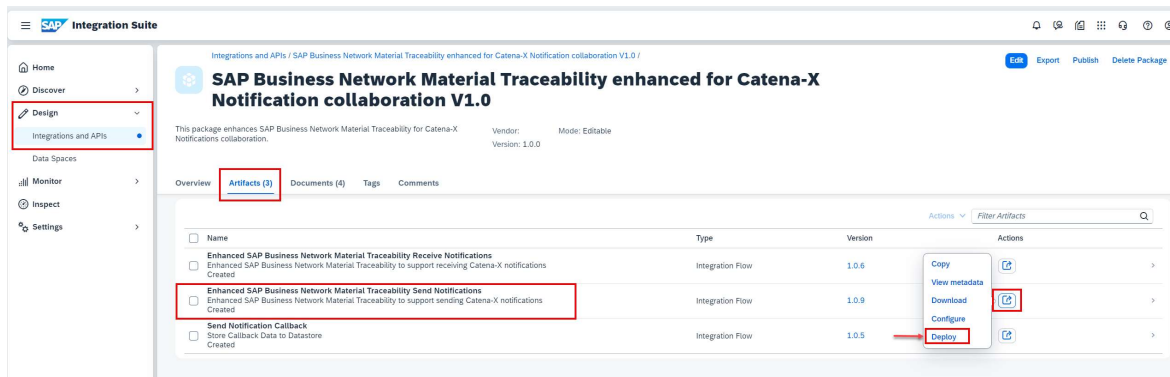 SAP Integration Suite
Home
Discover
Design
Integrations and APIs
Data Spaces
Monitor
Inspect
Settings
Integrations and APIs / SAP Business Network Material Traceability enhanced for Catena-X Notification collaboration V1.0 /
Edit Export Publish Delete Package
SAP Business Network Material Traceability enhanced for Catena-X
Notification collaboration V1.0
This package enhances SAP Business Network Material Traceability for Catena-X
Notifications collaboration.
Vendor: Mode: Editable
Version: 1.0.0
Overview Artifacts (3) Documents (4) Tags Comments
Actions Filter Artifacts
Name Type Version Actions
Enhanced SAP Business Network Material Traceability Receive Notifications
Enhanced SAP Business Network Material Traceability to support receiving Catena-X notifications
Created
Integration Flow 1.0.6
Enhanced SAP Business Network Material Traceability Send Notifications
Enhanced SAP Business Network Material Traceability to support sending Catena-X notifications
Created
Integration Flow 1.0.9
Send Notification Callback
Store Callback Data to Datastore
Created
Integration Flow 1.0.5
Copy
View metadata
Download
Configure
Deploy